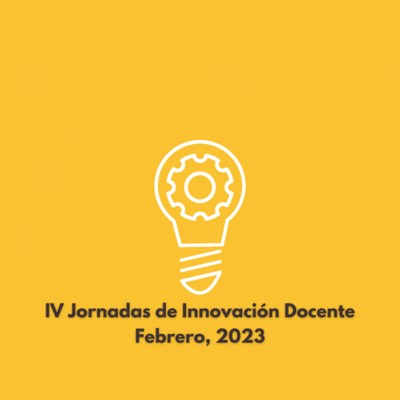 IV Jornadas de Innovación Docente
Febrero, 2023